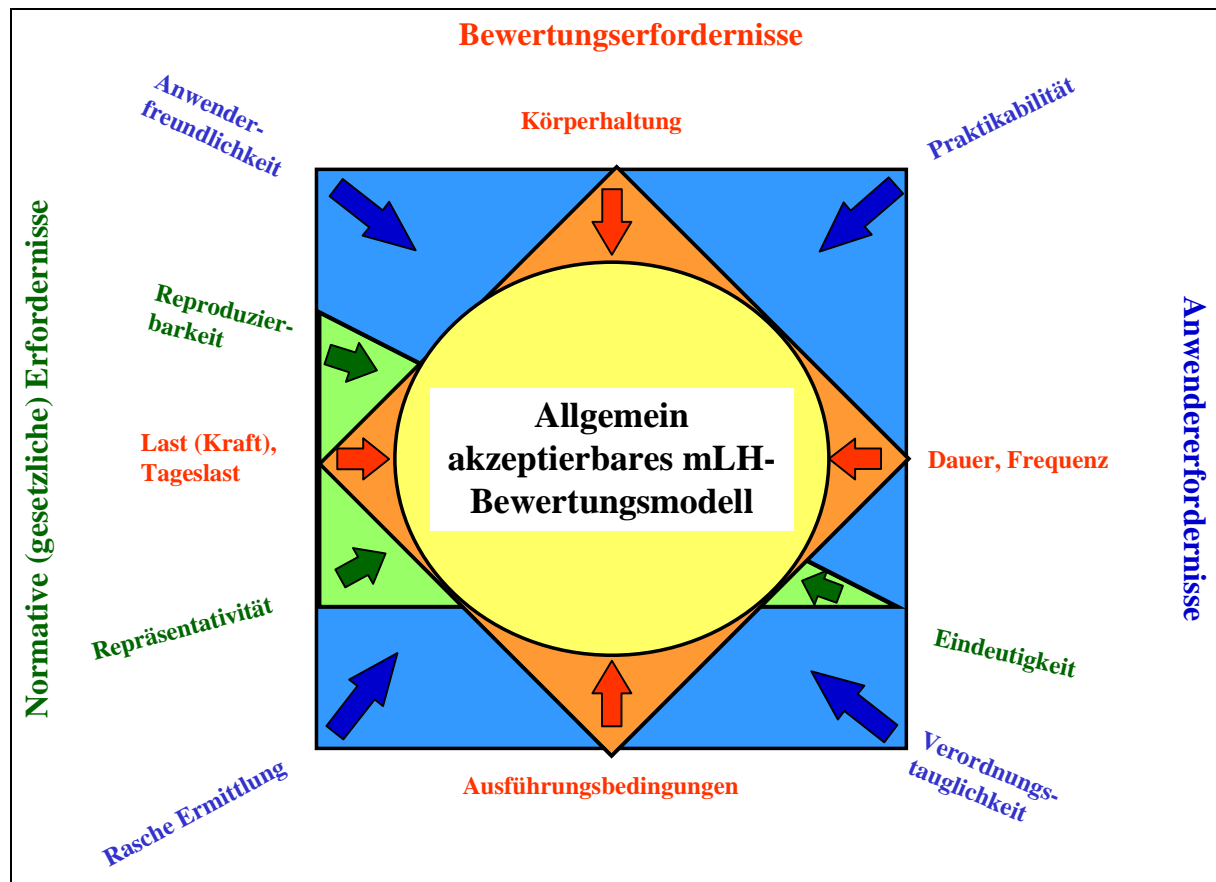 Bewertungserfordernisse
Anwender-
freundlichkeit
Körperhaltung
Praktikabilität
Normative (gesetzliche) Erfordernisse
Reproduzier-
barkeit
Anwendererfordernisse
Last (Kraft),
Tageslast
Allgemein
akzeptierbares mLH-
Bewertungsmodell
Dauer, Frequenz
Repräsentativität
Eindeutigkeit
Rasche Ermittlung
Ausführungsbedingungen
Verordnungs-
tauglichkeit